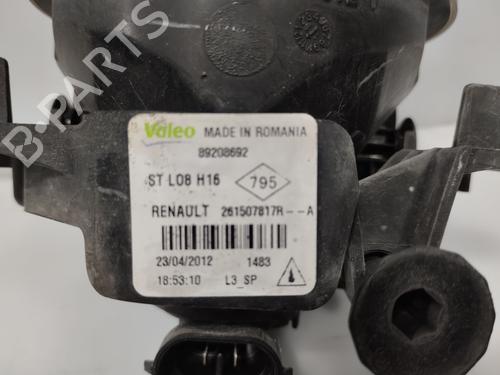 B-PARTS
Valeo MADE IN ROMANIA
89208692
ST L08 H16 795
RENAULT 261507817R--A
23/04/2012 1483
18:53:10 L3_SP